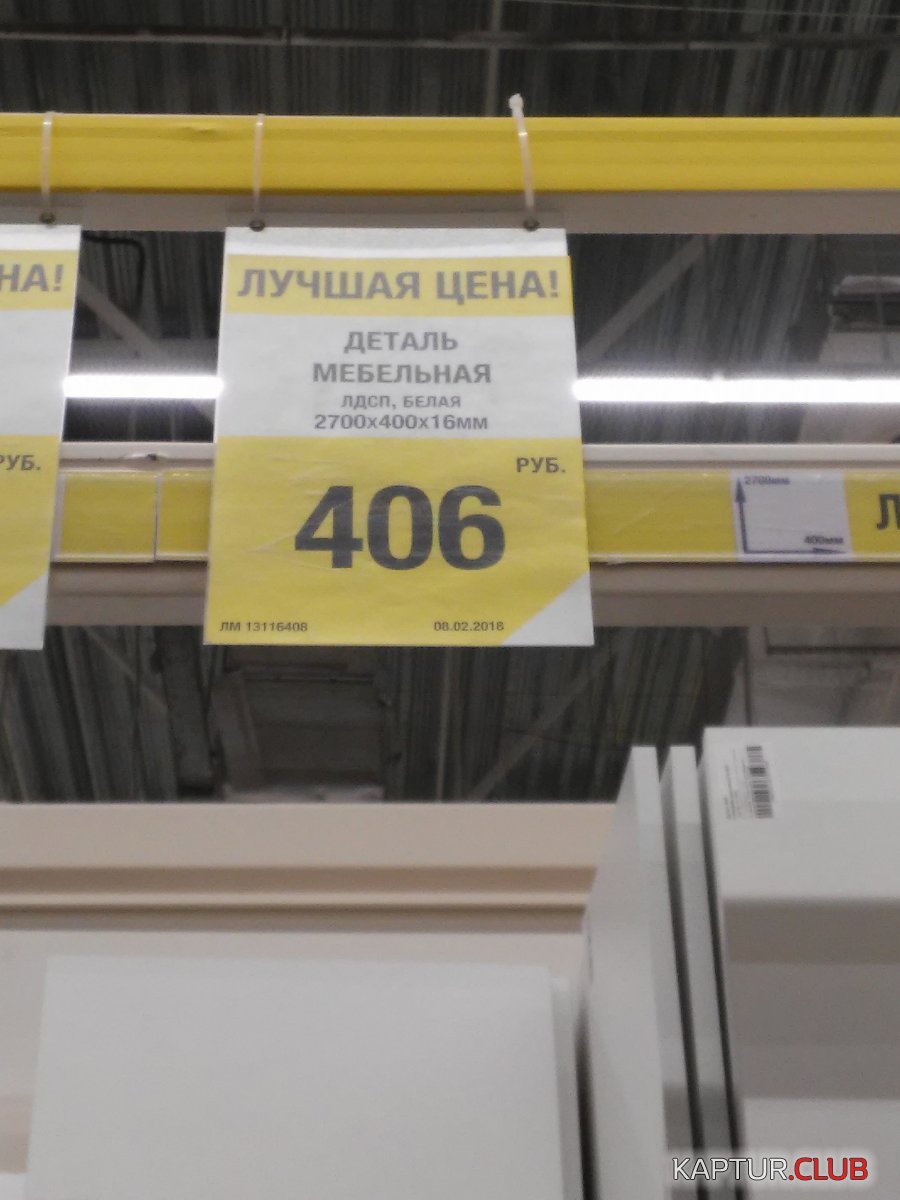 НА!
РУБ.
ЛУЧШАЯ ЦЕНА!
ДЕТАЛЬ
МЕБЕЛЬНАЯ
ЛДСП, БЕЛАЯ
2700х400х16мм
РУБ.
406
ЛМ 13116408 08.02.2018
2700мм
400мм
Л
KAPTUR.CLUB